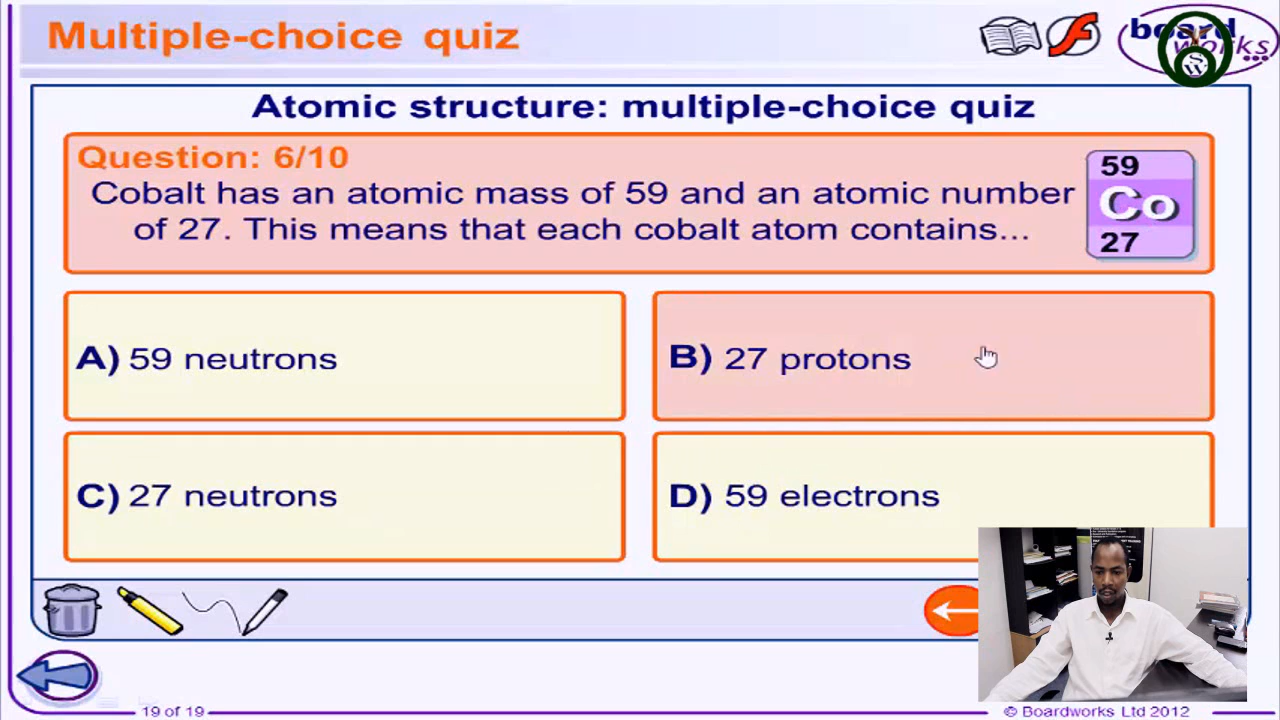 Multiple-choice quiz
board
works
Atomic structure: multiple-choice quiz
Question: 6/10
Cobalt has an atomic mass of 59 and an atomic number
of 27. This means that each cobalt atom contains...
59
Co
27
A) 59 neutrons
B) 27 protons
C) 27 neutrons
D) 59 electrons
19 of 19
© Boardworks Ltd 2012